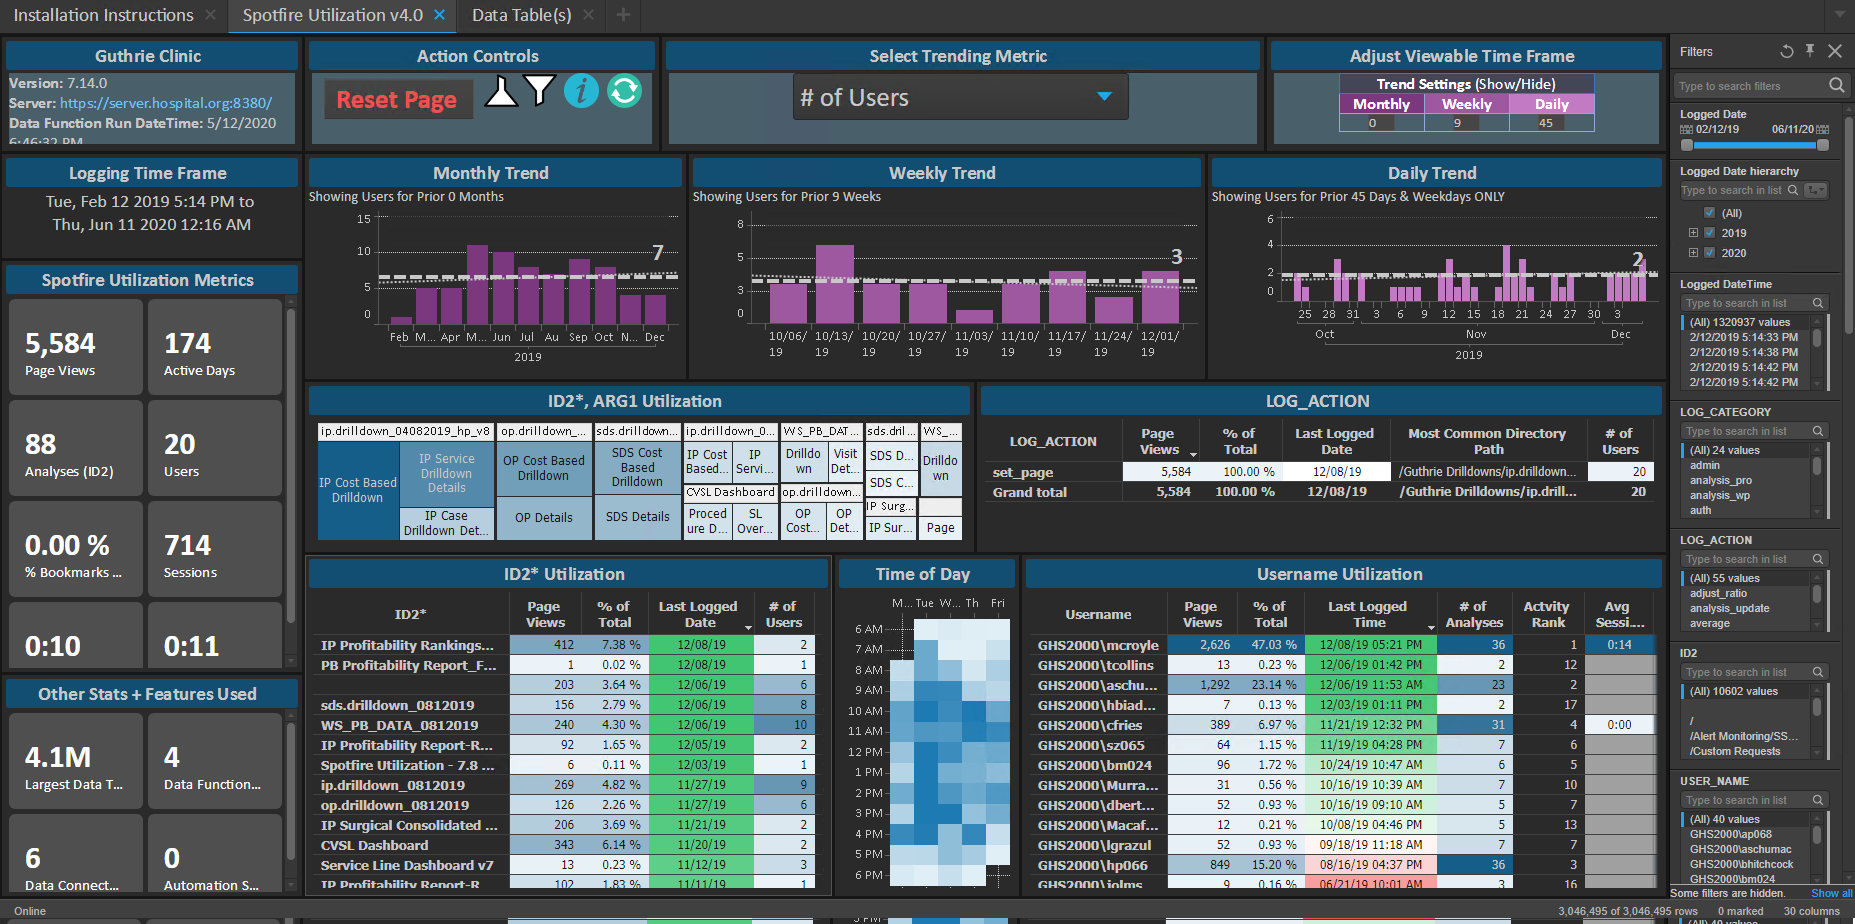 Installation Instructions
Spotfire Utilization v4.0
Data Table(s)
Guthrie Clinic
Version: 7.14.0
Server: https://server.hospital.org:8380/
Data Function Run DateTime: 5/12/2020
6:46:32 PM
Action Controls
Reset Page
i
Select Trending Metric
# of Users
Adjust Viewable Time Frame
Trend Settings (Show/Hide)
Monthly Weekly Daily
0 9 45
Logging Time Frame
Tue, Feb 12 2019 5:14 PM to
Thu, Jun 11 2020 12:16 AM
Spotfire Utilization Metrics
5,584 174
Page Views Active Days
88 20
Analyses (ID2) Users
0.00 % 714
% Bookmarks ... Sessions
0:10 0:11
Other Stats + Features Used
4.1M 4
Largest Data T... Data Function...
6 0
Data Connect... Automation S...
Monthly Trend
Showing Users for Prior 0 Months
15
10
5
0
7
Feb M... Apr M... Jun Jul Au Sep Oct N... Dec
2019
Weekly Trend
Showing Users for Prior 9 Weeks
8
5
3
0
3
10/06/ 10/13/ 10/20/ 10/27/ 11/03/ 11/10/ 11/17/ 11/24/ 12/01/
19 19 19 19 19 19 19 19 19
Daily Trend
Showing Users for Prior 45 Days & Weekdays ONLY
6
4
2
0
2
25 28 31 3 6 9 12 15 18 21 24 27 30 3
Oct Nov Dec
2019
ID2*, ARG1 Utilization
ip.drilldown_04082019_hp_v8 op.drilldown_... sds.drilldown... ip.drilldown_0... WS_PB_DAT... sds.dril... WS_...
IP Cost Based
Drilldown
IP Service
Drilldown
Details
IP Case
Drilldown Det...
OP Cost Based
Drilldown
OP Details
SDS Cost
Based
Drilldown
SDS Details
IP Cost
Based...
IP
Servi...
CVSL Dashboard
Proced
ure D...
SL
Over...
Drilldo
wn
Visit
Det...
op.drilldown...
OP
Cost...
OP
Det...
SDS D...
SDS C...
IP Surg...
IP Sur...
Drilldo
wn
Page
LOG_ACTION
LOG_ACTION Page Views % of Total Last Logged Date Most Common Directory Path # of Users
set_page 5,584 100.00 % 12/08/19 /Guthrie Drilldowns/ip.drilldown... 20
Grand total 5,584 100.00 % 12/08/19 /Guthrie Drilldowns/ip.drill... 20
ID2* Utilization
ID2* Page Views % of Total Last Logged Date # of Users
IP Profitability Rankings... 412 7.38 % 12/08/19 2
PB Profitability Report_F... 1 0.02 % 12/08/19 1
203 3.64 % 12/06/19 6
sds.drilldown_0812019 156 2.79 % 12/06/19 8
WS_PB_DATA_0812019 240 4.30 % 12/06/19 10
IP Profitability Report-R... 92 1.65 % 12/05/19 2
Spotfire Utilization - 7.8 ... 6 0.11 % 12/03/19 1
ip.drilldown_0812019 269 4.82 % 11/27/19 9
op.drilldown_0812019 126 2.26 % 11/27/19 6
IP Surgical Consolidated ... 206 3.69 % 11/21/19 2
CVSL Dashboard 343 6.14 % 11/20/19 2
Service Line Dashboard v7 13 0.23 % 11/12/19 3
IP Profitability Report-R 102 1.83 % 11/11/19 1
Time of Day
M... Tue W... Th Fri
6 AM
7 AM
8 AM
9 AM
10 AM
11 AM
12 PM
1 PM
2 PM
3 PM
4 PM
5 PM
6 PM
Username Utilization
Username Page Views % of Total Last Logged Time # of Analyses Actvity Rank Avg Sessi....
GHS2000\mcroyle 2,626 47.03 % 12/08/19 05:21 PM 36 1 0:14
GHS2000\tcollins 13 0.23 % 12/06/19 01:42 PM 2 12
GHS2000\aschu... 1,292 23.14 % 12/06/19 11:53 AM 23 2
GHS2000\hbiad... 7 0.13 % 12/03/19 01:11 PM 2 17
GHS2000\cfries 389 6.97 % 11/21/19 12:32 PM 31 4 0:00
GHS2000\sz065 64 1.15 % 11/19/19 04:28 PM 7 6
GHS2000\bm024 96 1.72 % 10/24/19 10:47 AM 6 5
GHS2000\Murra... 31 0.56 % 10/16/19 10:39 AM 7 10
GHS2000\dbert... 52 0.93 % 10/16/19 09:10 AM 5 7
GHS2000\Macaf... 12 0.21 % 10/08/19 04:46 PM 5 13
GHS2000\lgrazul 52 0.93 % 09/18/19 11:18 AM 7 7
GHS2000\hp066 849 15.20 % 08/16/19 04:37 PM 36 3
GHS2000\jolms 9 0.16 % 06/21/19 10:01 AM 3 16
Filters
Type to search filters
Logged Date
02/12/19 06/11/20
Logged Date hierarchy
Type to search in list
(All)
2019
2020
Logged DateTime
Type to search in list
(All) 1320937 values
2/12/2019 5:14:33 PM
2/12/2019 5:14:38 PM
2/12/2019 5:14:42 PM
2/12/2019 5:14:42 PM
LOG_CATEGORY
Type to search in list
(All) 24 values
admin
analysis_pro
analysis_wp
auth
LOG_ACTION
Type to search in list
(All) 55 values
adjust_ratio
analysis_update
average
ID2
Type to search in list
(All) 10602 values
/
/Alert Monitoring/SS...
/Custom Requests
USER_NAME
Type to search in list
(All) 40 values
GHS2000\ap068
GHS2000\aschumac
GHS2000\bhitchcock
GHS2000\bm024
Some filters are hidden. Show all
Online
3,046,495 of 3,046,495 rows 0 marked 30 columns